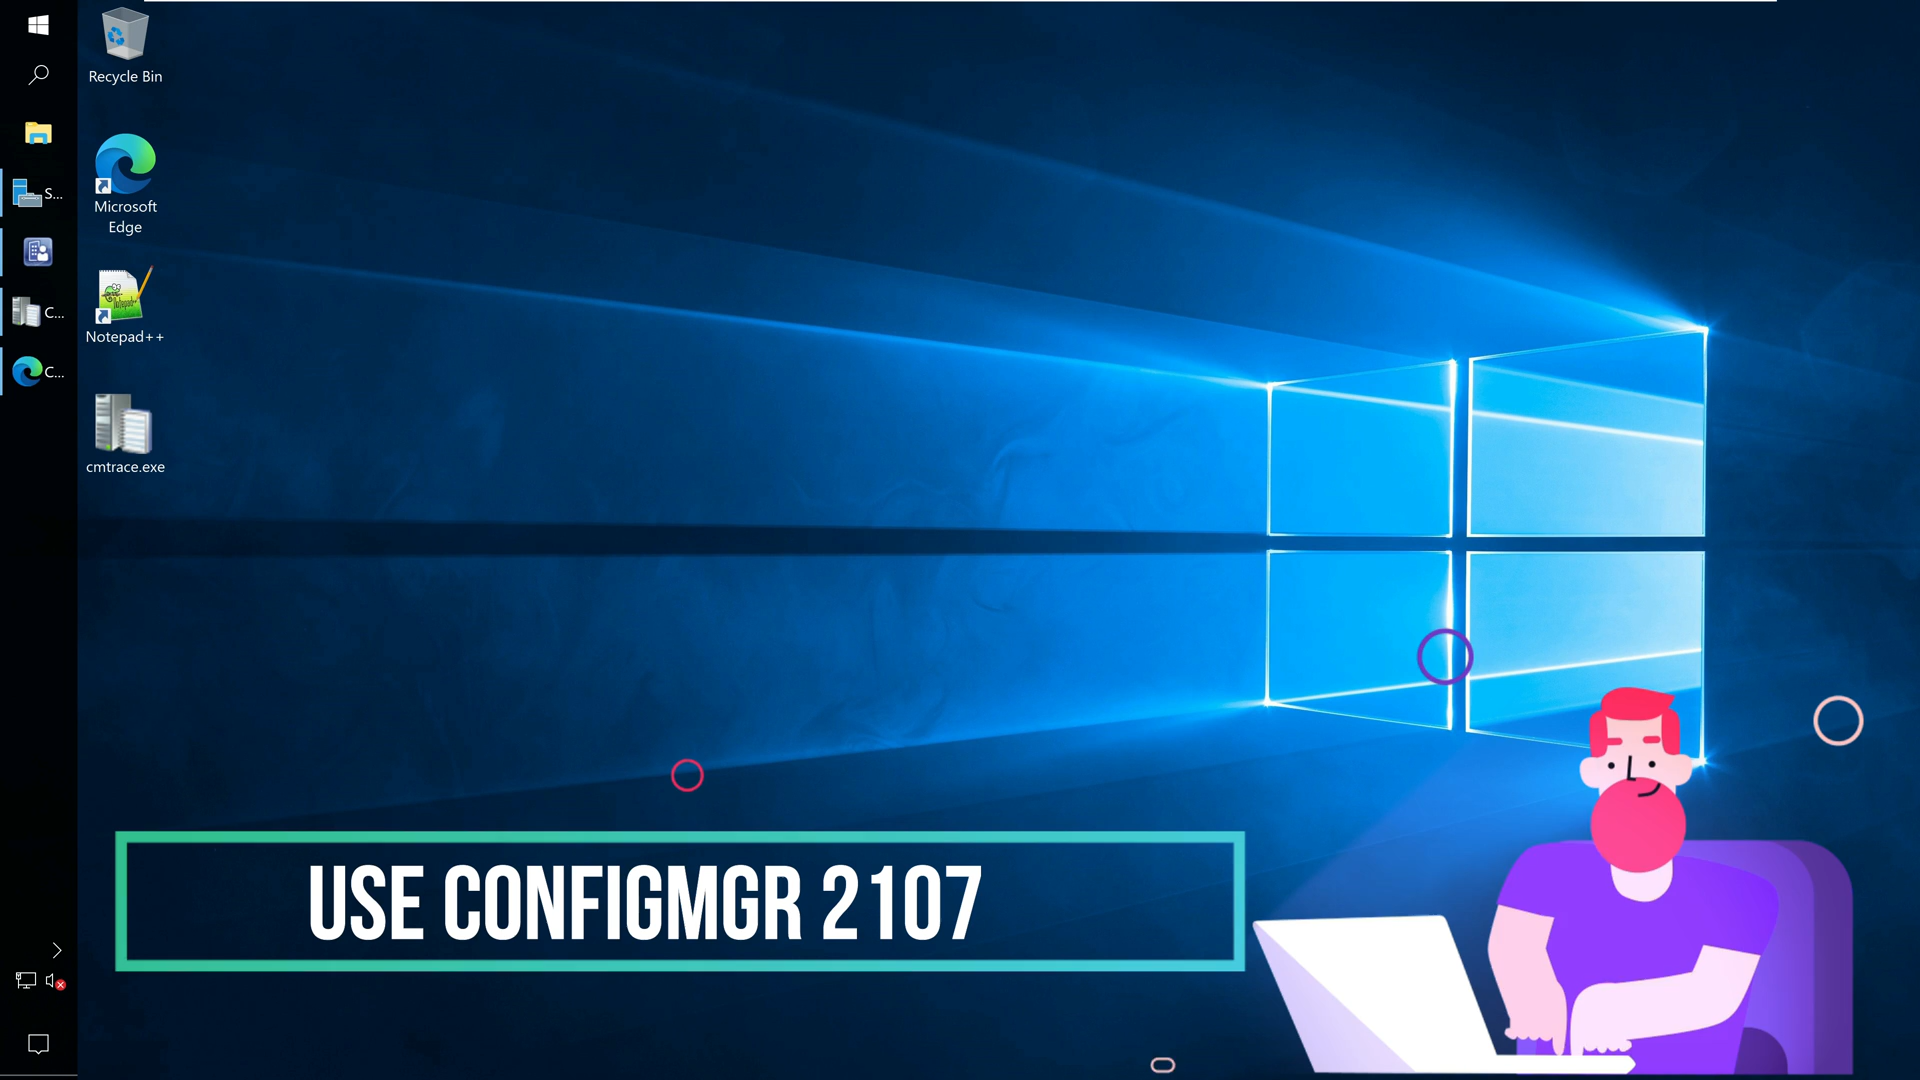 Recycle Bin
Microsoft
Edge
Notepad++
cmtrace.exe
S...
C...
C...
USE CONFIGMGR 2107